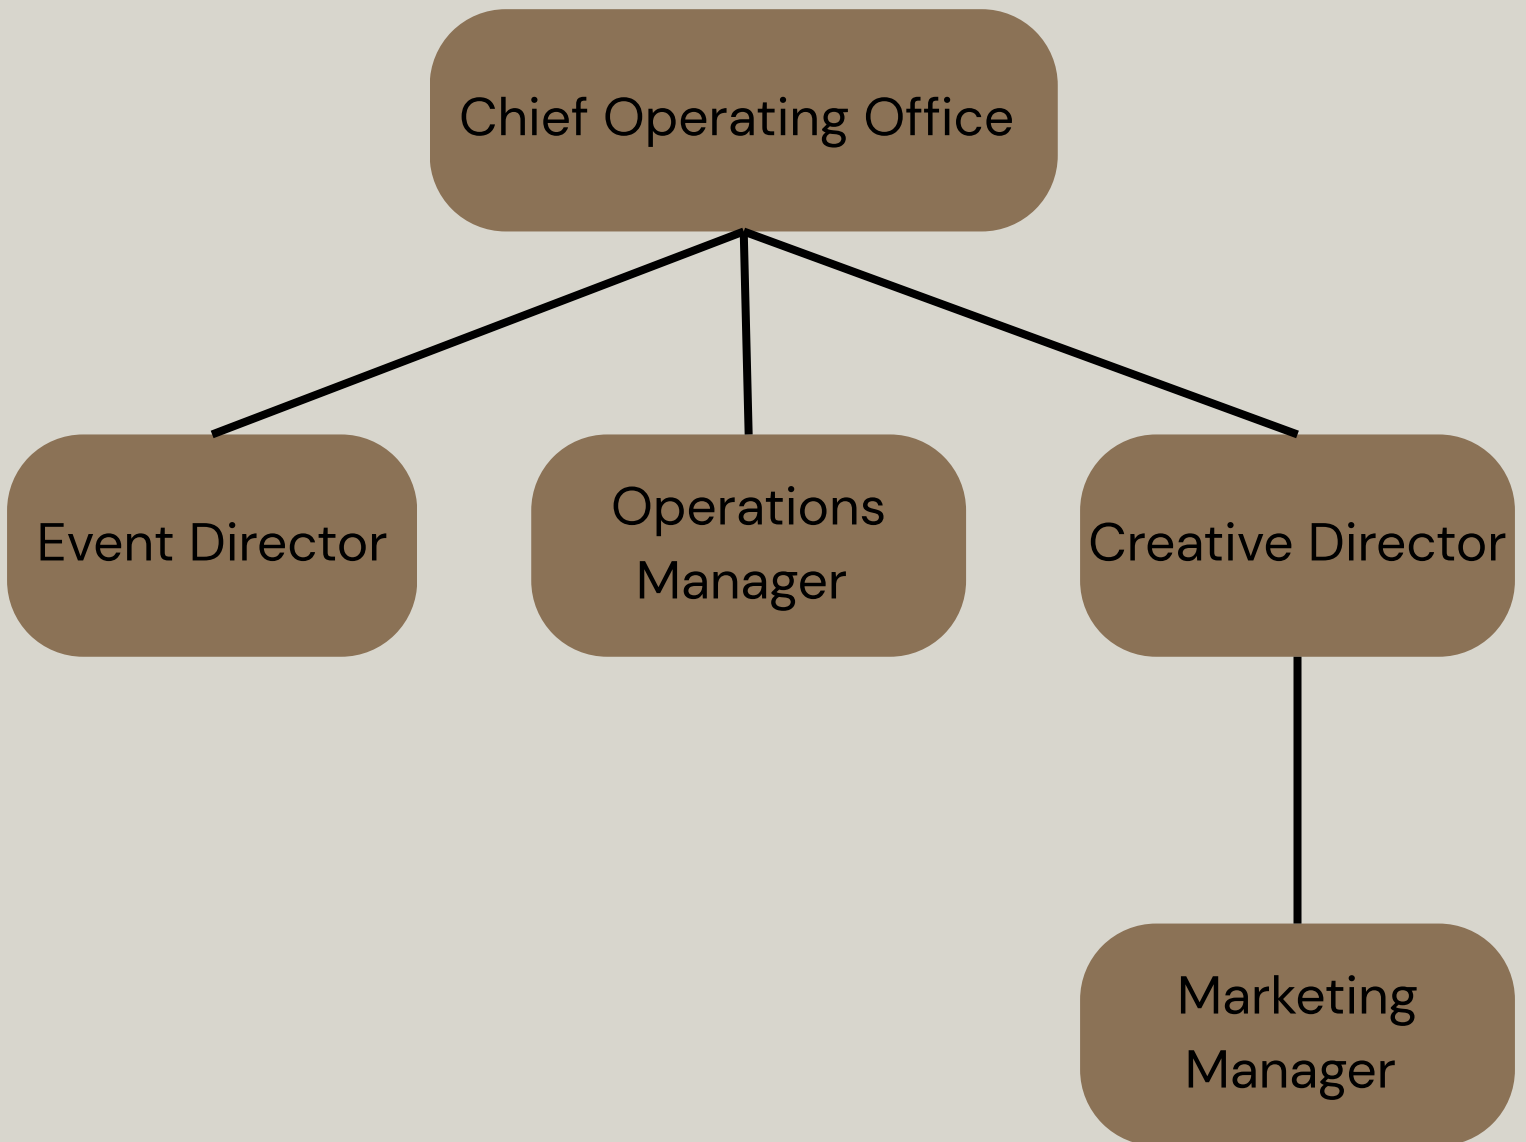 Chief Operating Office
Event Director
Operations
Manager
Creative Director
Marketing
Manager